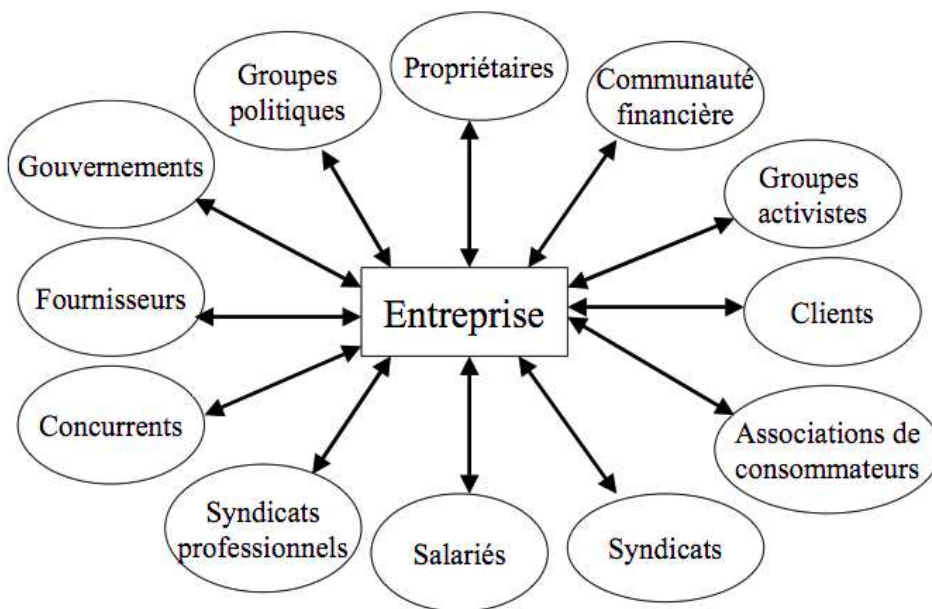 Propriétaires
Groupes
politiques
Communauté
financière
Gouvernements
Groupes
activistes
Fournisseurs
Entreprise
Clients
Concurrents
Associations de
consommateurs
Syndicats
professionnels
Salariés
Syndicats